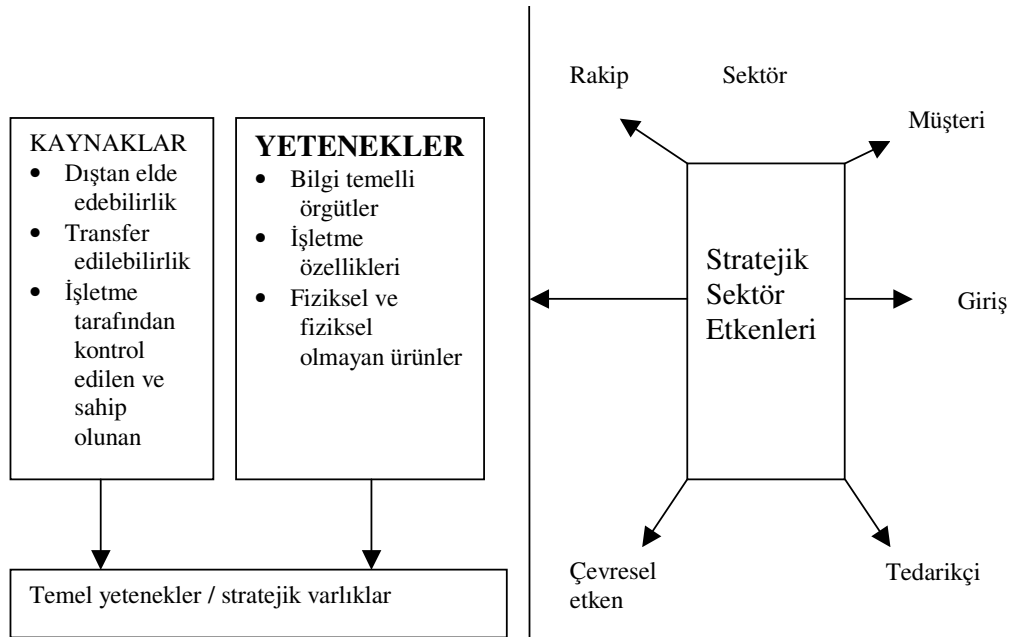 KAYNAKLAR
• Dıştan elde
edebilirlik
• Transfer
edilebilirlik
• İşletme
tarafından
kontrol
edilen ve
sahip
olunan
YETENEKLER
• Bilgi temelli
örgütler
• İşletme
özellikleri
• Fiziksel ve
fiziksel
olmayan ürünler
Temel yetenekler / stratejik varlıklar
Rakip
Sektör
Müşteri
Stratejik
Sektör
Etkenleri
Giriş
Çevresel
etken
Tedarikçi